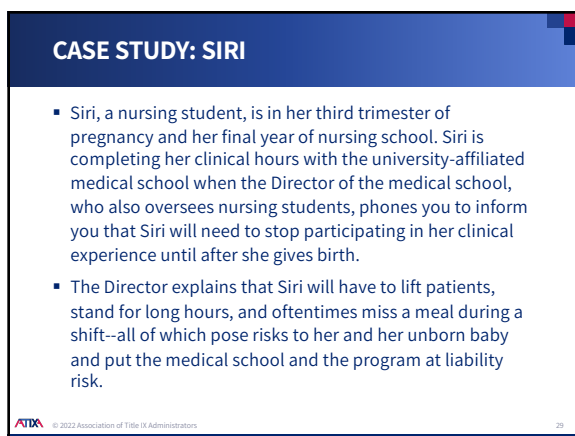 CASE STUDY: SIRI
▪ Siri, a nursing student, is in her third trimester of
pregnancy and her final year of nursing school. Siri is
completing her clinical hours with the university-affiliated
medical school when the Director of the medical school,
who also oversees nursing students, phones you to inform
you that Siri will need to stop participating in her clinical
experience until after she gives birth.
▪ The Director explains that Siri will have to lift patients,
stand for long hours, and oftentimes miss a meal during a
shift--all of which pose risks to her and her unborn baby
and put the medical school and the program at liability
risk.
ATIXA © 2022 Association of Title IX Administrators 29